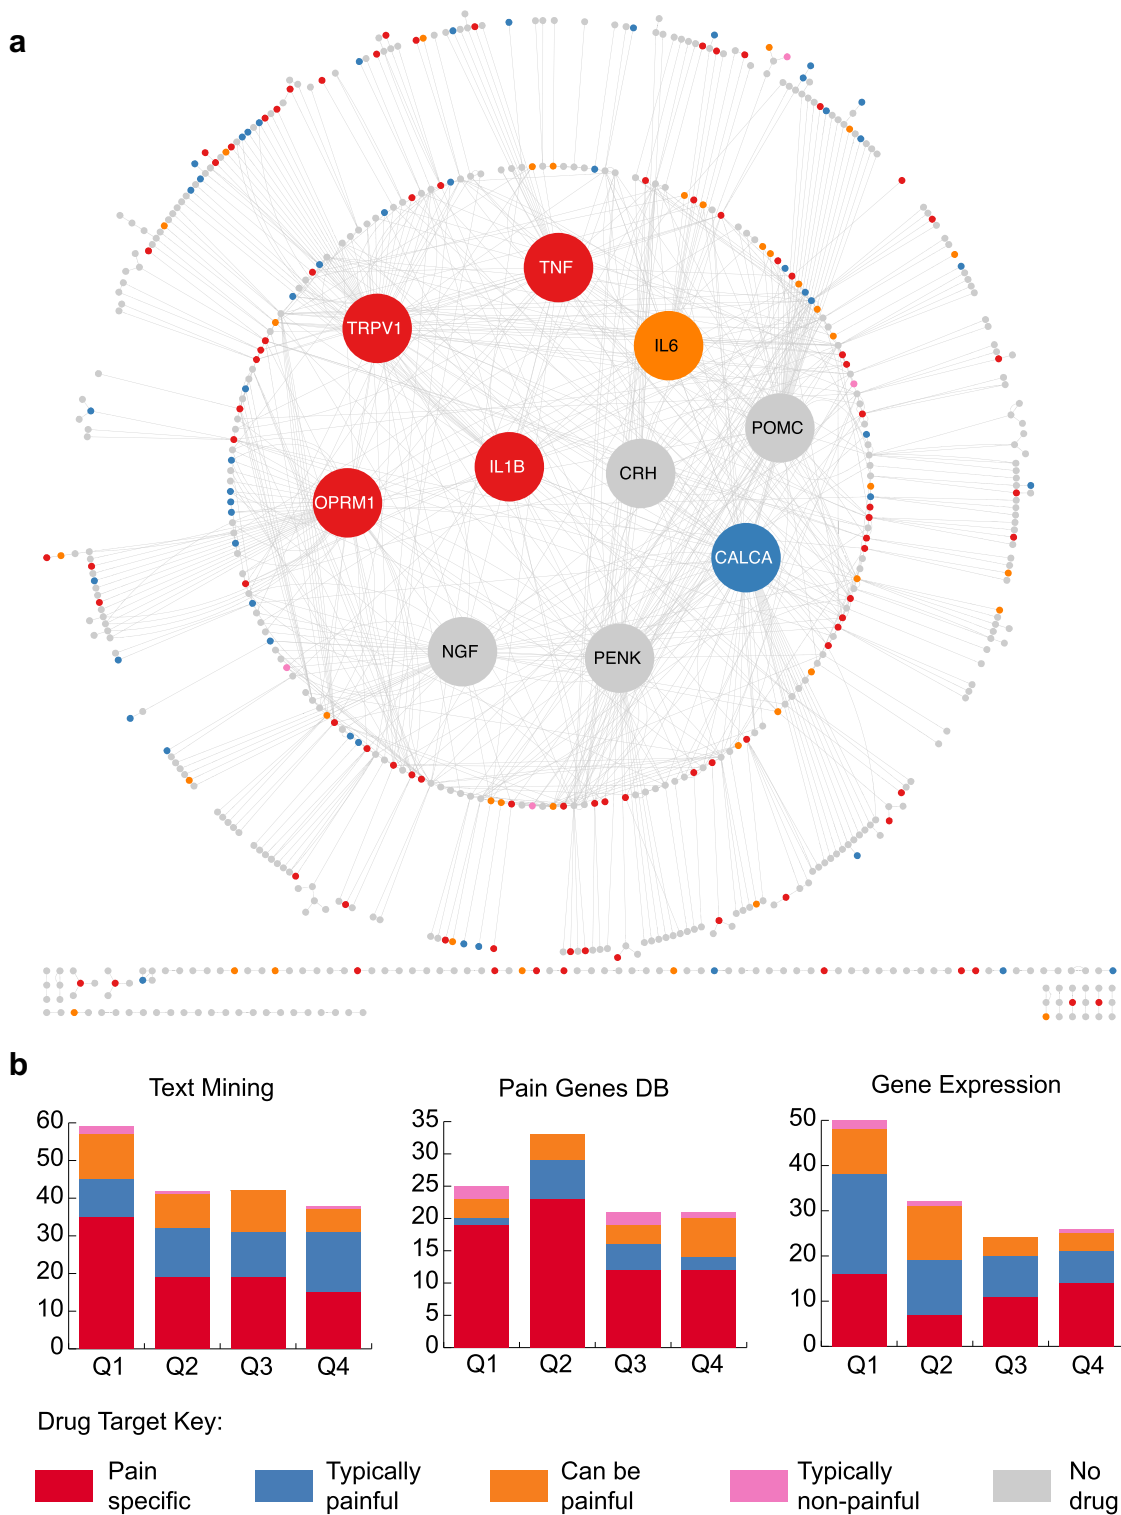 a
TNF
TRPV1
IL6
POMC
IL1B
CRH
OPRM1
CALCA
NGF
PENK
b
Text Mining
60
50
40
30
20
10
0
Q1 Q2 Q3 Q4
Pain Genes DB
35
30
25
20
15
10
5
0
Q1 Q2 Q3 Q4
Gene Expression
50
40
30
20
10
0
Q1 Q2 Q3 Q4
Drug Target Key:
Pain
specific
Typically
painful
Can be
painful
Typically
non-painful
No
drug